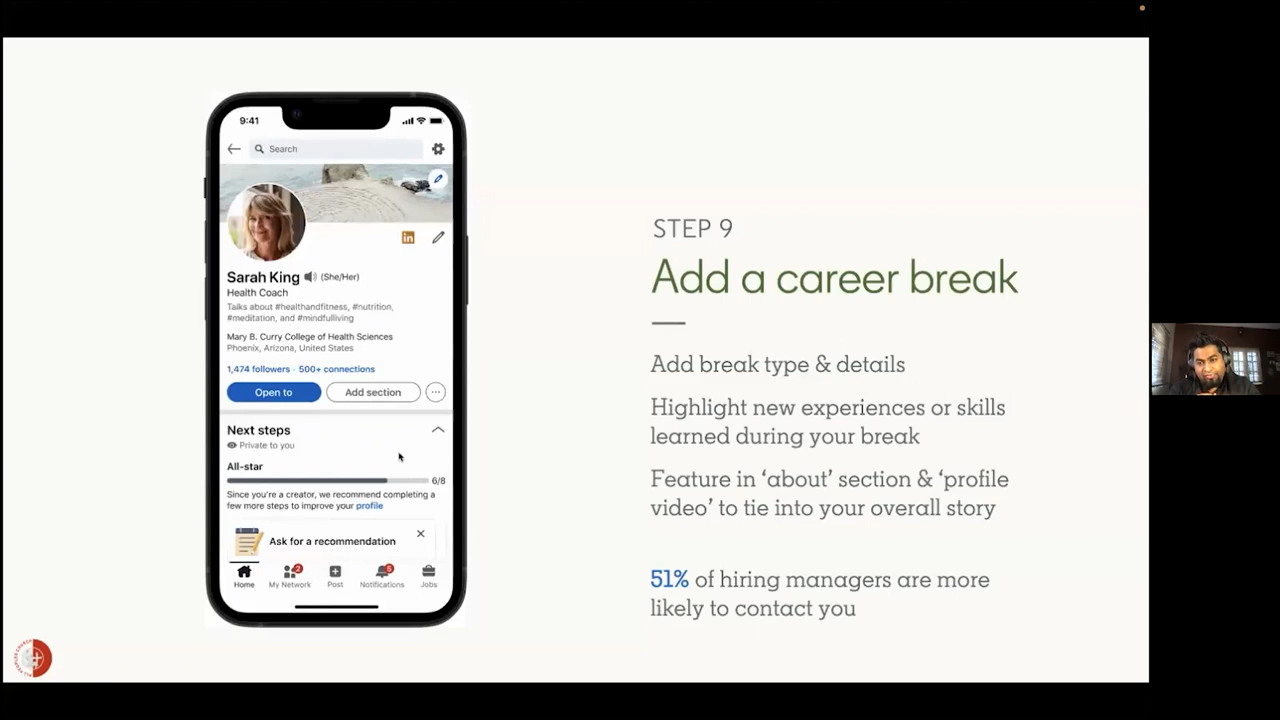 9:41
Search
Sarah King (She/Her)
Health Coach
Talks about #healthandfitness, #nutrition,
#meditation, and #mindfulliving
Mary B. Curry College of Health Sciences
Phoenix, Arizona, United States
1,474 followers · 500+ connections
Open to
Add section
Next steps
Private to you
All-star
6/8
Since you're a creator, we recommend completing a
few more steps to improve your profile
Ask for a recommendation
2
5
Home My Network Post Notifications Jobs
STEP 9
Add a career break
Add break type & details
Highlight new experiences or skills
learned during your break
Feature in ‘about’ section & ‘profile
video’ to tie into your overall story
51% of hiring managers are more
likely to contact you
in